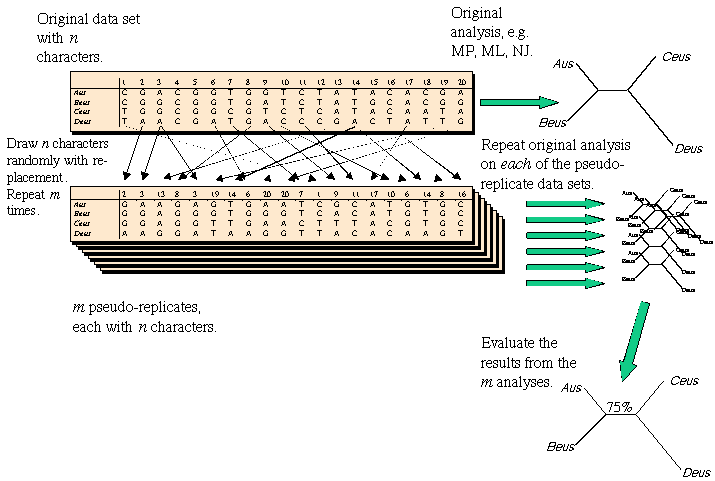 Original data set
with n
characters.
Original
analysis, e.g.
MP, ML, NJ.
1 2 3 4 5 6 7 8 9 10 11 12 13 14 15 16 17 18 19 20
Aus C G A C G G T G G T C T A T A C A C G A
Beus C G G C G G T G A T C T A T G C A C G G
Ceus T G G C G G C G T C T C A T A C A A T A
Deus T A A C G A T G A C C C G A C T A T T G
Aus
Ceus
Beus
Deus
Draw n characters
randomly with re-
placement.
Repeat m
times.
Repeat original analysis
on each of the pseudo-
replicate data sets.
2 3 13 8 3 19 14 6 20 20 7 1 9 11 17 10 6 14 8 16
Aus G A A G A G T G A A T C G C A T G T G C
Beus G G A G G G T G G G T C A C A T G T G C
Ceus G G A G G T T G A A C T T T A C G T G C
Deus A A G G A T A A G G T T A C A C A A G T
Aus
Ceus
Beus
Deus
m pseudo-replicates,
each with n characters.
Evaluate the
results from the
m analyses.
Aus
Ceus
75%
Beus
Deus